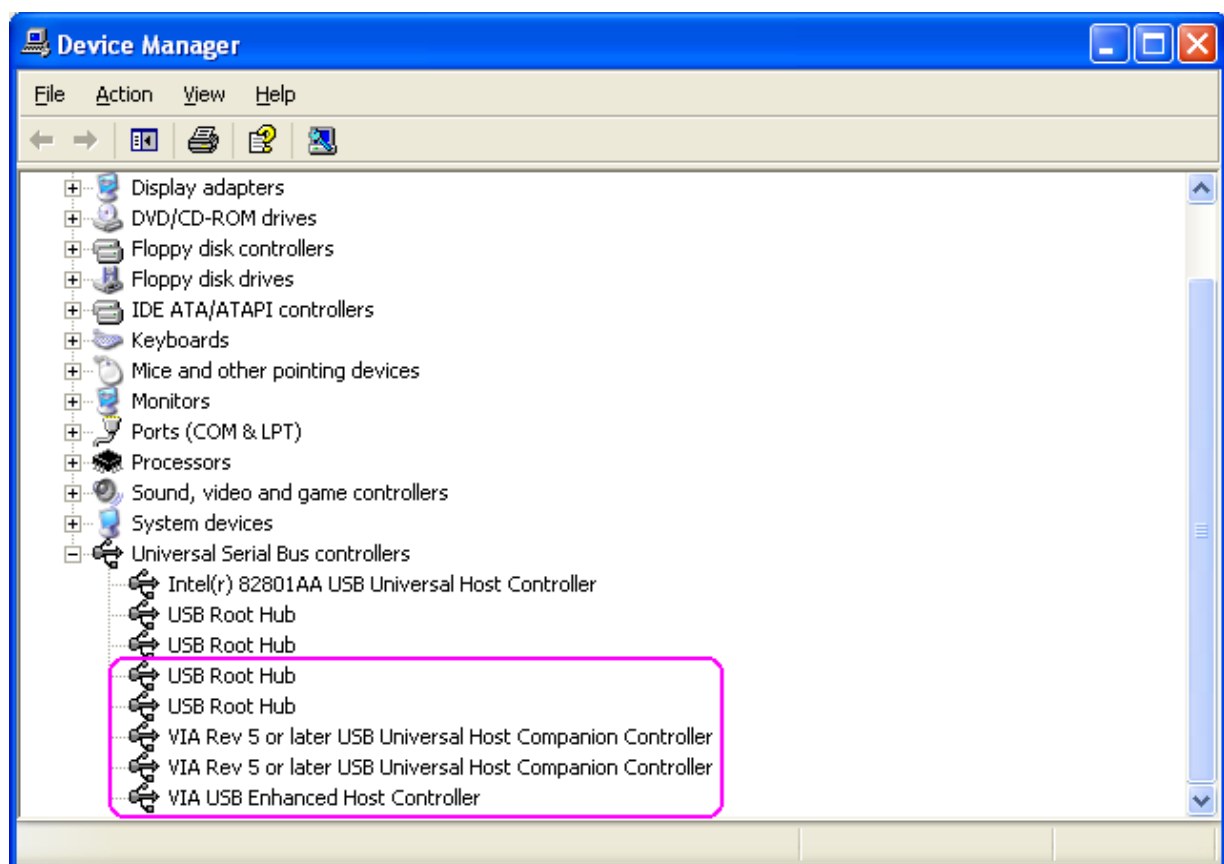 Device Manager
File Action View Help
Display adapters
DVD/CD-ROM drives
Floppy disk controllers
Floppy disk drives
IDE ATA/ATAPI controllers
Keyboards
Mice and other pointing devices
Monitors
Ports (COM & LPT)
Processors
Sound, video and game controllers
System devices
Universal Serial Bus controllers
Intel(r) 82801AA USB Universal Host Controller
USB Root Hub
USB Root Hub
USB Root Hub
USB Root Hub
VIA Rev 5 or later USB Universal Host Companion Controller
VIA Rev 5 or later USB Universal Host Companion Controller
VIA USB Enhanced Host Controller